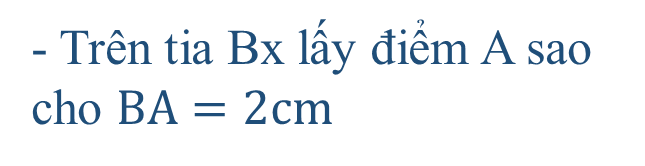 - Trên tia Bx lấy điểm A sao
cho BA = 2cm